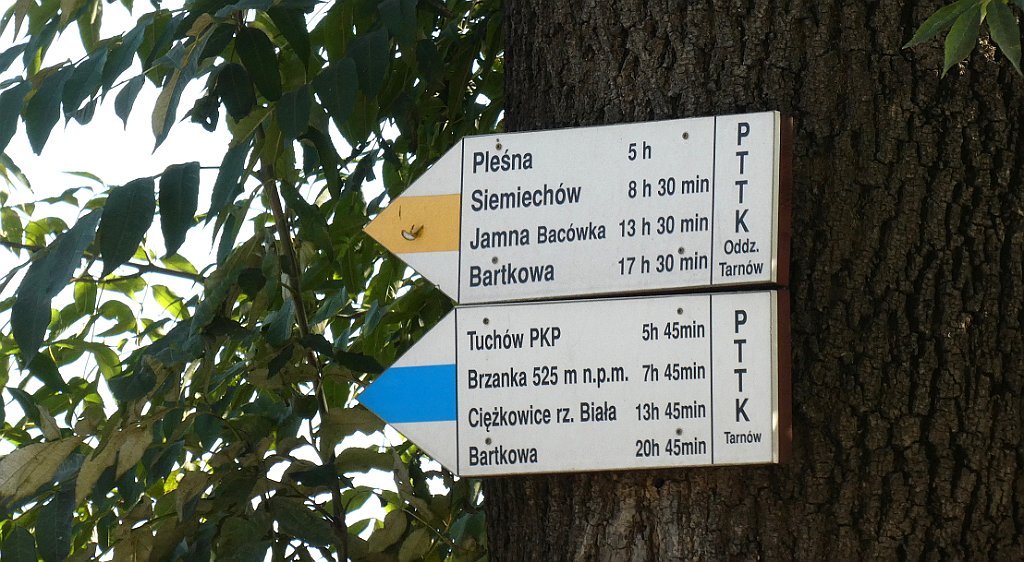 Pleśna 5 h
Siemiechów 8 h 30 min
Jamna Bacówka 13 h 30 min
Bartkowa 17 h 30 min
PTTK
Oddz.
Tarnów
Tuchów PKP 5h 45min
Brzanka 525 m n.p.m. 7h 45min
Ciężkowice rz. Biała 13h 45min
Bartkowa 20h 45min
PTTK
Tarnów